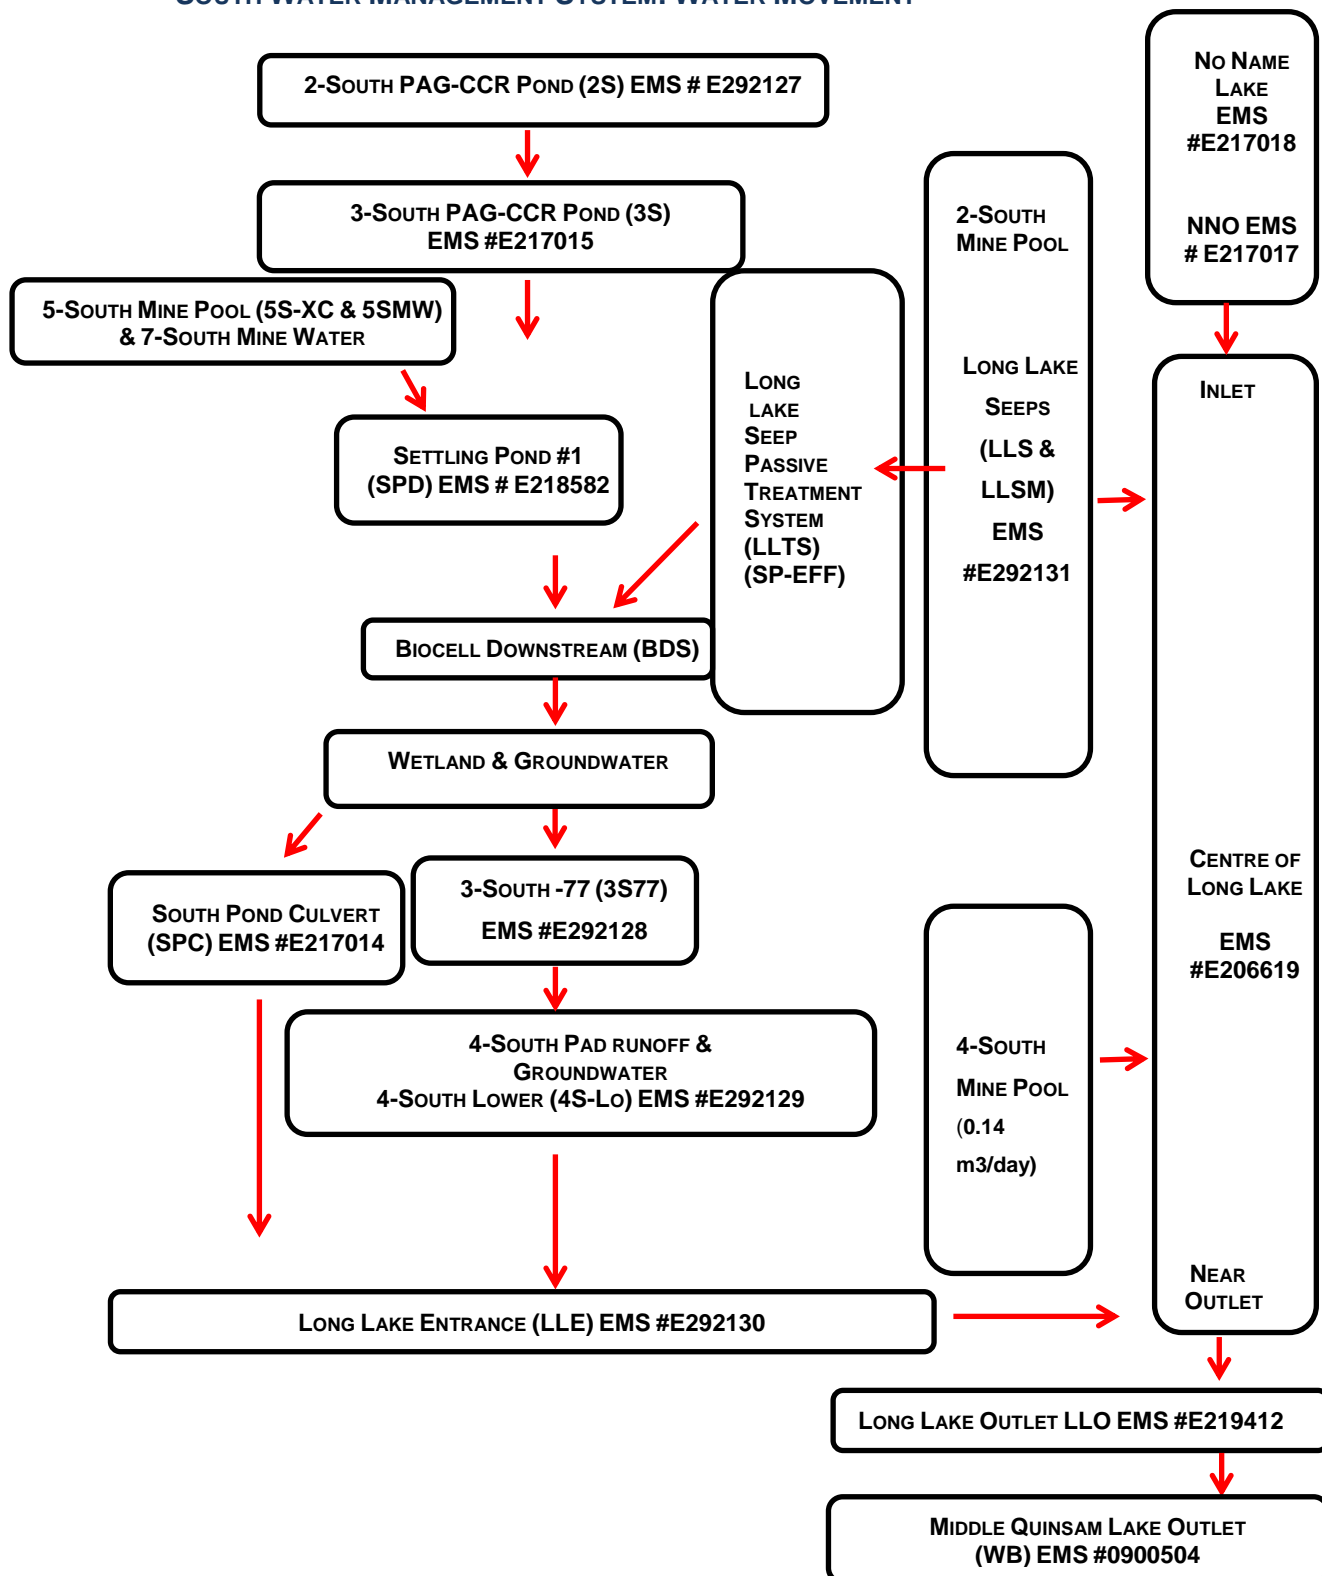 SOUTH WATER MANAGEMENT SYSTEM: WATER MOVEMENT
2-SOUTH PAG-CCR POND (2S) EMS # E292127
3-SOUTH PAG-CCR POND (3S)
EMS #E217015
5-SOUTH MINE POOL (5S-XC & 5SMW)
& 7-SOUTH MINE WATER
SETTLING POND #1
(SPD) EMS # E218582
LONG
LAKE
SEEP
PASSIVE
TREATMENT
SYSTEM
(LLTS)
(SP-EFF)
2-SOUTH
MINE POOL
LONG LAKE
SEEPS
(LLS &
LLSM)
EMS
#E292131
NO NAME
LAKE
EMS
#E217018
NNO EMS
# E217017
INLET
CENTRE OF
LONG LAKE
EMS
#E206619
NEAR
OUTLET
BIOCELL DOWNSTREAM (BDS)
WETLAND & GROUNDWATER
SOUTH POND CULVERT
(SPC) EMS #E217014
3-SOUTH -77 (3S77)
EMS #E292128
4-SOUTH PAD RUNOFF &
GROUNDWATER
4-SOUTH LOWER (4S-LO) EMS #E292129
4-SOUTH
MINE POOL
(0.14
m3/day)
LONG LAKE ENTRANCE (LLE) EMS #E292130
LONG LAKE OUTLET LLO EMS #E219412
MIDDLE QUINSAM LAKE OUTLET
(WB) EMS #0900504